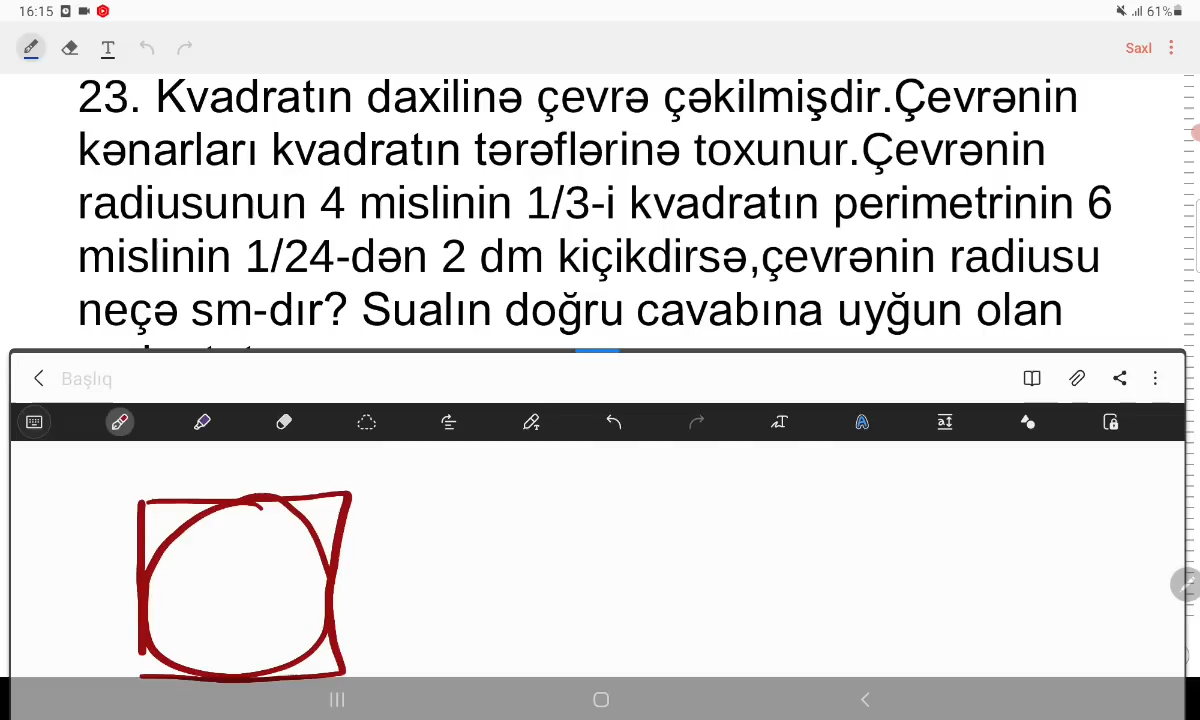 16:15
61%
Saxl
23. Kvadratın daxilinə çevrə çəkilmişdir.Çevrənin
kənarları kvadratın tərəflərinə toxunur.Çevrənin
radiusunun 4 mislinin 1/3-i kvadratın perimetrinin 6
mislinin 1/24-dən 2 dm kiçikdirsə,çevrənin radiusu
neçə sm-dır? Sualın doğru cavabına uyğun olan
Başlıq